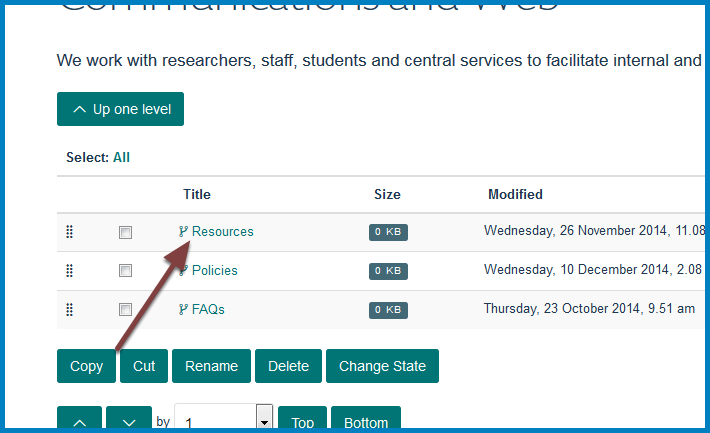 Communications and Web
We work with researchers, staff, students and central services to facilitate internal and
Up one level
Select: All
Title Size Modified
Resources 0 KB Wednesday, 26 November 2014, 11.08
Policies 0 KB Wednesday, 10 December 2014, 2.08
FAQs 0 KB Thursday, 23 October 2014, 9.51 am
Copy Cut Rename Delete Change State
by 1 Top Bottom